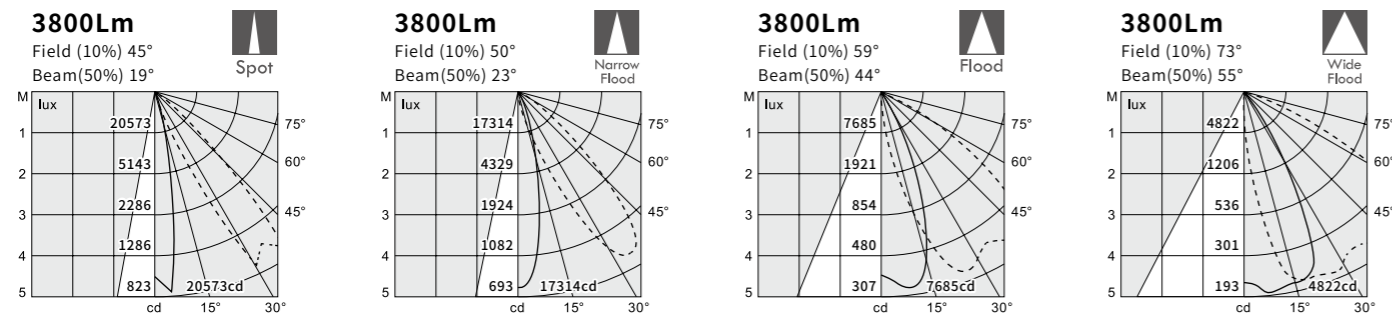 3800Lm
Field (10%) 45°
Beam(50%) 19°
Spot
M
lux
20573
1
5143
2
2286
3
1286
4
823
5
20573cd
75°
60°
45°
cd
15°
30°
3800Lm
Field (10%) 50°
Beam(50%) 23°
Narrow
Flood
M
lux
17314
1
4329
2
1924
3
1082
4
693
5
17314cd
75°
60°
45°
cd
15°
30°
3800Lm
Field (10%) 59°
Beam(50%) 44°
Flood
M
lux
7685
1
1921
2
854
3
480
4
307
5
7685cd
75°
60°
45°
cd
15°
30°
3800Lm
Field (10%) 73°
Beam(50%) 55°
Wide
Flood
M
lux
4822
1
1206
2
536
3
301
4
193
5
4822cd
75°
60°
45°
cd
15°
30°